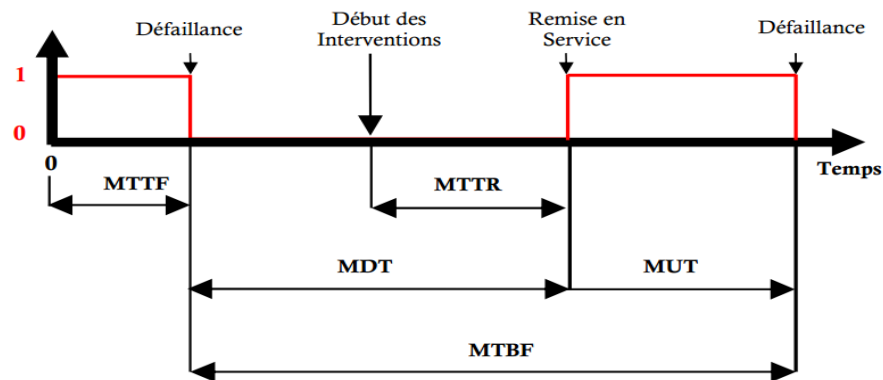 Défaillance
Début des
Interventions
Remise en
Service
Défaillance
1
0
0
Temps
MTTF
MTTR
MDT
MUT
MTBF